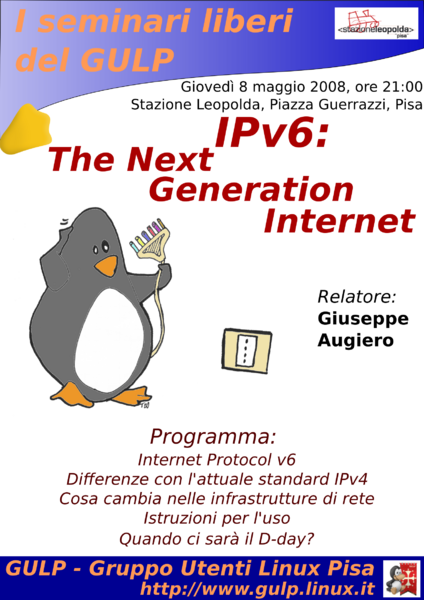 I seminari liberi
del GULP
<stazioneleopolda>
pisa
Giovedì 8 maggio 2008, ore 21:00
Stazione Leopolda, Piazza Guerrazzi, Pisa
IPv6:
The Next
Generation
Internet
Relatore:
Giuseppe
Augiero
Programma:
Internet Protocol v6
Differenze con l'attuale standard IPv4
Cosa cambia nelle infrastrutture di rete
Istruzioni per l'uso
Quando ci sarà il D-day?
GULP - Gruppo Utenti Linux Pisa
http://www.gulp.linux.it